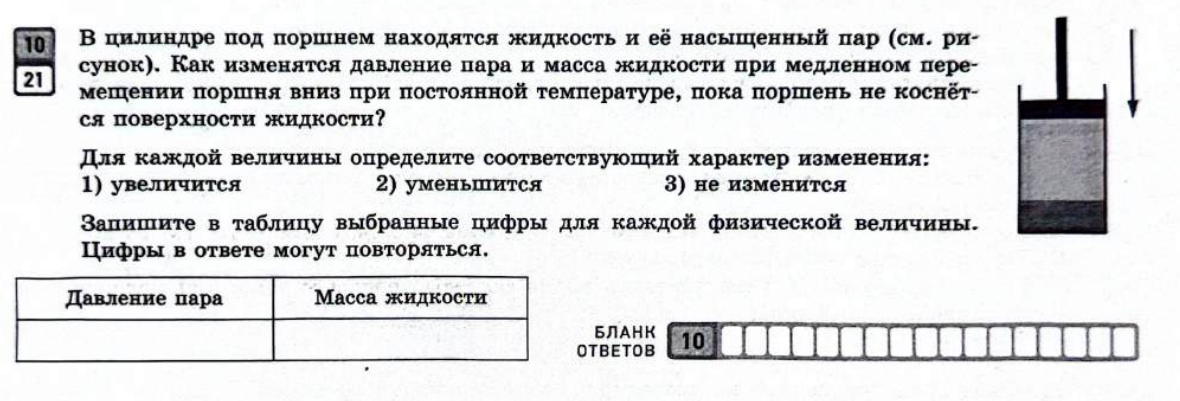 10
21
В цилиндре под поршнем находятся жидкость и её насыщенный пар (см. ри-
сунок). Как изменятся давление пара и масса жидкости при медленном пере-
мещении поршня вниз при постоянной температуре, пока поршень не коснёт-
ся поверхности жидкости?
Для каждой величины определите соответствующий характер изменения:
1) увеличится 2) уменьшится 3) не изменится
Запишите в таблицу выбранные цифры для каждой физической величины.
Цифры в ответе могут повторяться.
Давление пара Масса жидкости
БЛАНК
ОТВЕТОВ 10